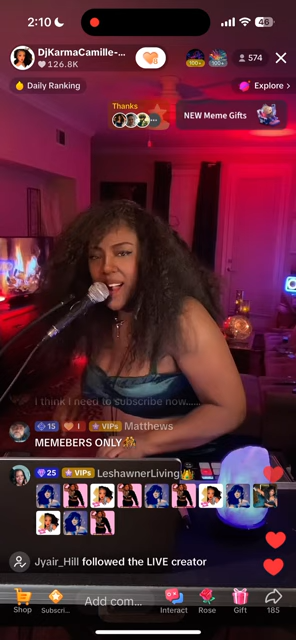 2:10
46
DjKarmaCamille-...
126.8K
100+
100+
574
Daily Ranking
Explore >
Thanks
NEW Meme Gifts
I think I need to subscribe now......
15 1 VIPs Matthews
MEMEBERS ONLY
25 VIPs LeshawnerLiving
Jyair_Hill followed the LIVE creator
Shop
Subscri...
Add com...
Interact
Rose
Gift
185